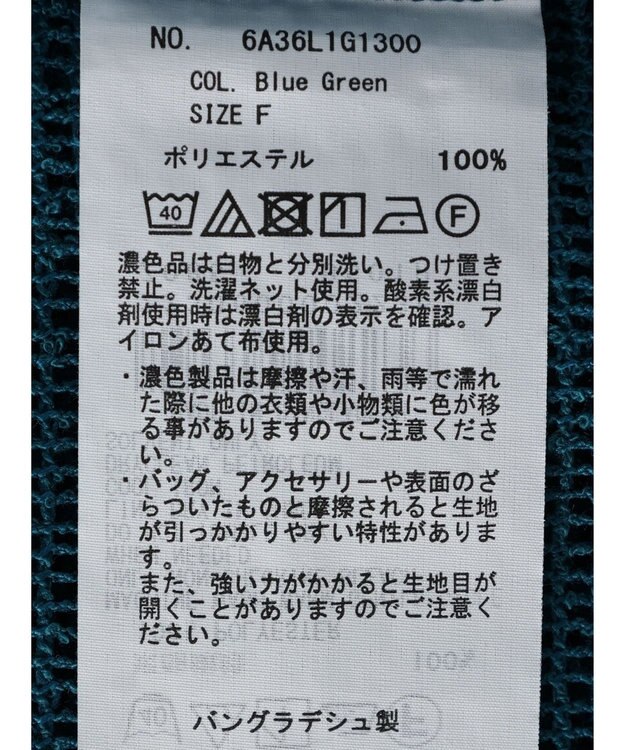 NO. 6A36L1G1300
COL. Blue Green
SIZE F
ポリエステル 100%
40 F
濃色品は白物と分別洗い。つけ置き
禁止。洗濯ネット使用。酸素系漂白
剤使用時は漂白剤の表示を確認。ア
イロンあて布使用。
・濃色製品は摩擦や汗、雨等で濡れ
た際に他の衣類や小物類に色が移
る事がありますのでご注意くださ
い。
・バッグ、アクセサリーや表面のざ
らついたものと摩擦されると生地
が引っかかりやすい特性がありま
す。
また、強い力がかかると生地目が
開くことがありますのでご注意く
ださい。
バングラデシュ製